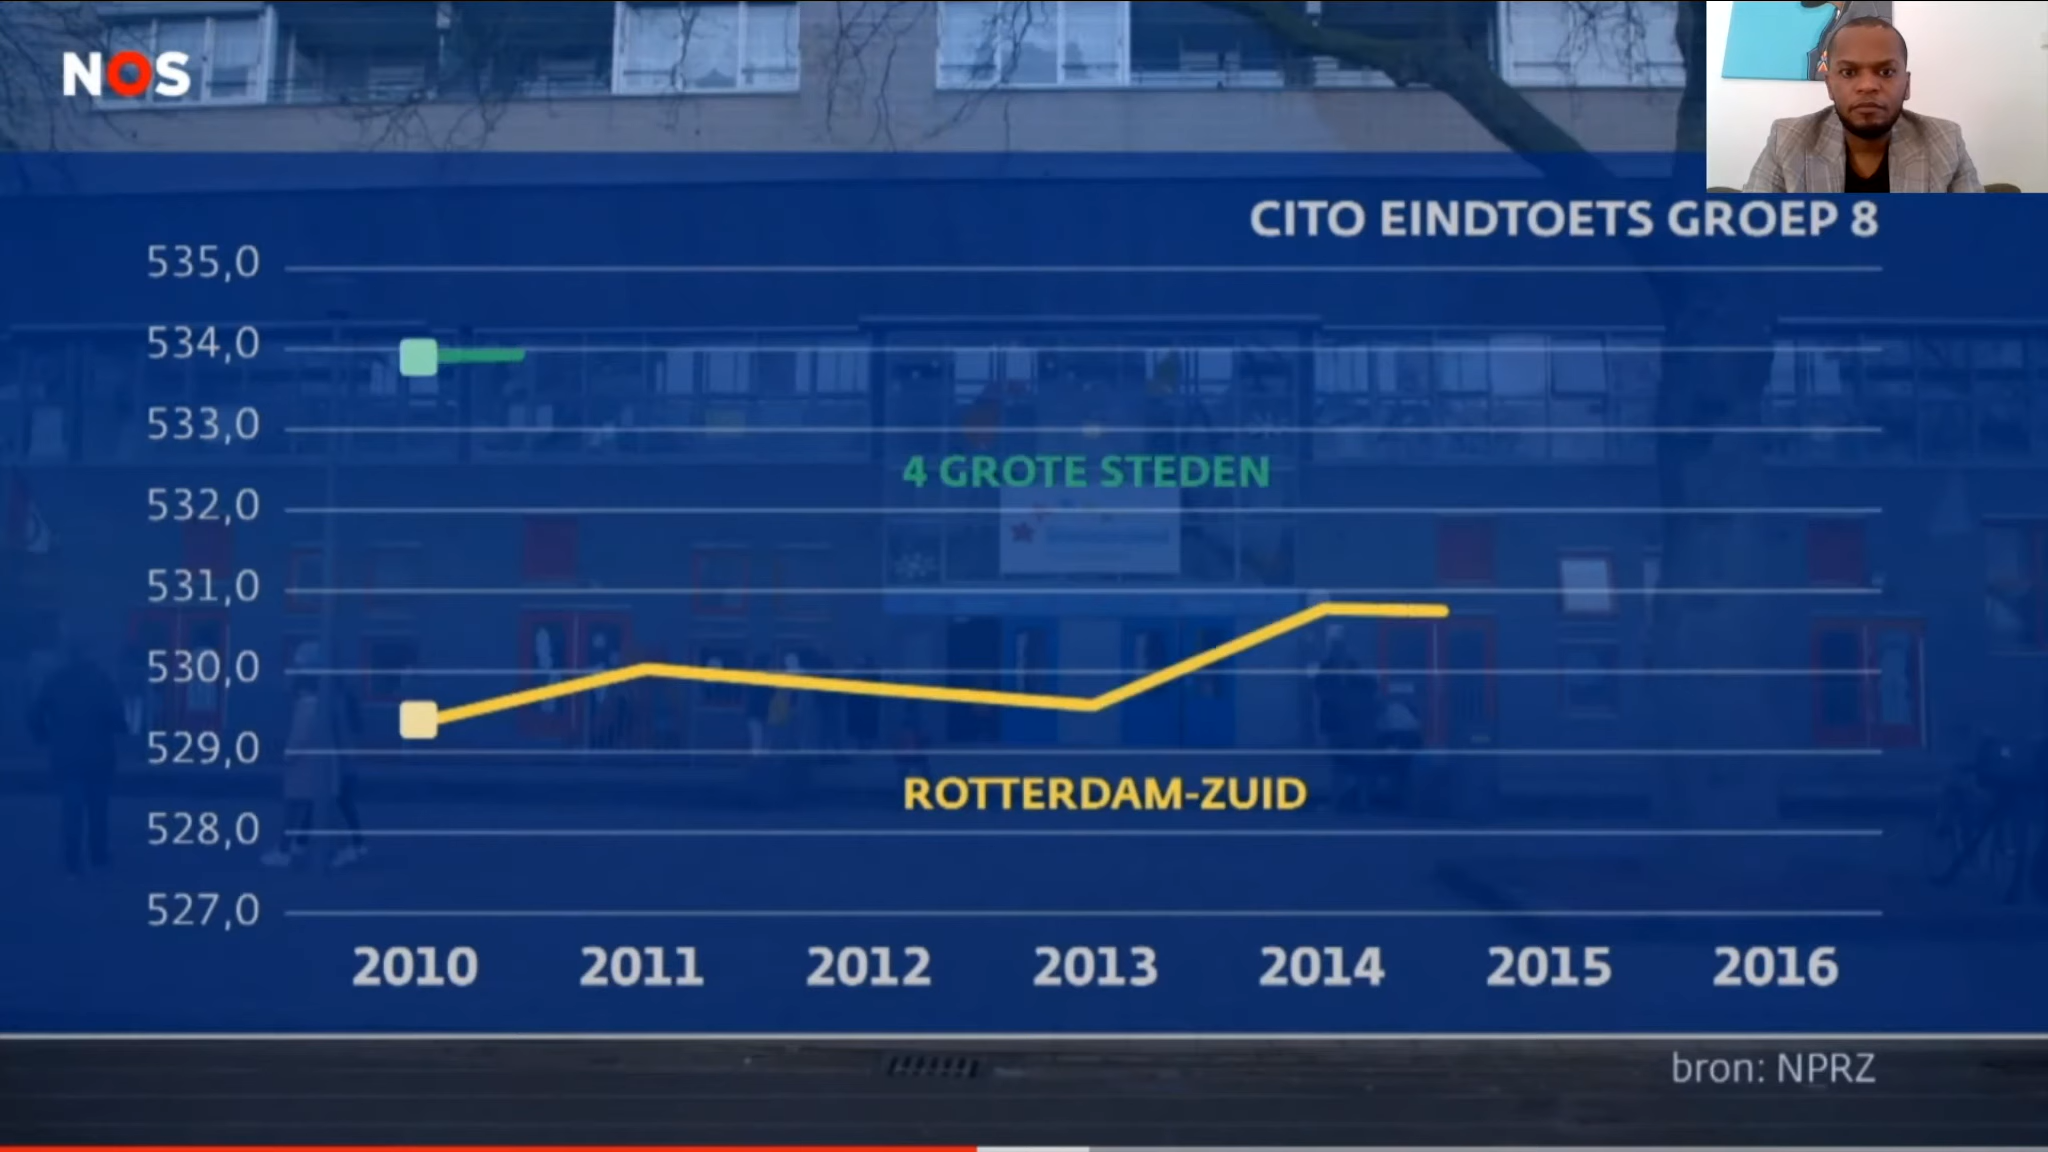 NOS
CITO EINDTOETS GROEP 8
535,0
534,0
533,0
4 GROTE STEDEN
532,0
531,0
530,0
529,0
ROTTERDAM-ZUID
528,0
527,0
2010 2011 2012 2013 2014 2015 2016
bron: NPRZ